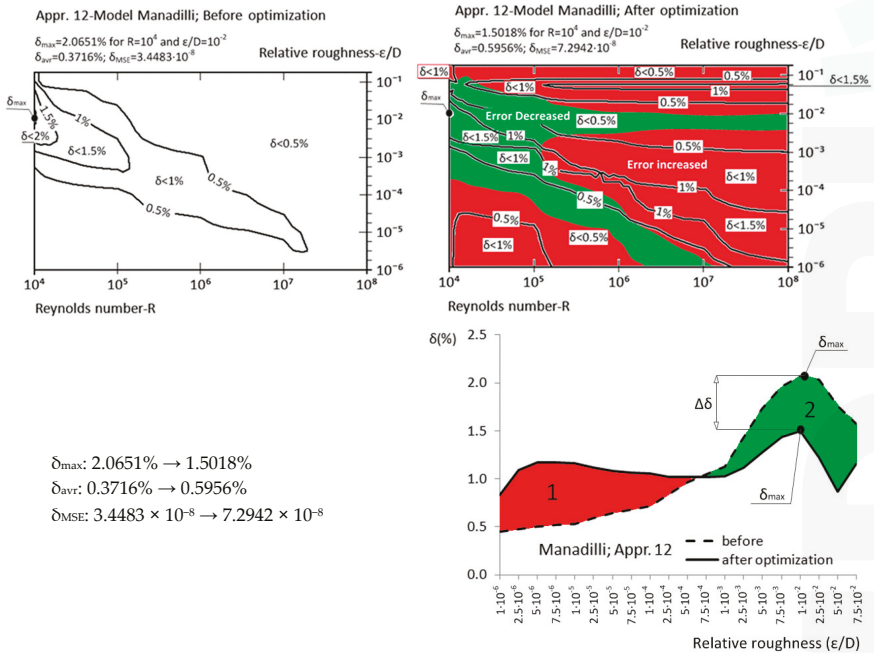 Appr. 12-Model Manadilli; Before optimization
δmax=2.0651% for R=10⁴ and ε/D=10⁻²
δavr=0.3716%; δMSE=3.4483·10⁻⁸
Relative roughness-ε/D
δmax
1.5%
1%
δ<2%
δ<1.5%
δ<0.5%
δ<1%
0.5%
0.5%
10⁻¹
10⁻²
10⁻³
10⁻⁴
10⁻⁵
10⁻⁶
10⁴
10⁵
10⁶
10⁷
10⁸
Reynolds number-R
Appr. 12-Model Manadilli; After optimization
δmax=1.5018% for R=10⁴ and ε/D=10⁻²
δavr=0.5956%; δMSE=7.2942·10⁻⁸
Relative roughness-ε/D
δ<1%
δ<0.5%
0.5%
δ<1%
1%
δ<1.5%
0.5%
δmax
Error Decreased
δ<1.5%
1%
0.5%
δ<1%
1%
Error increased
δ<1%
1%
0.5%
1%
δ<1.5%
0.5%
δ<0.5%
δ<1%
10⁻¹
10⁻²
10⁻³
10⁻⁴
10⁻⁵
10⁻⁶
10⁴
10⁵
10⁶
10⁷
10⁸
Reynolds number-R
δmax: 2.0651% → 1.5018%
δavr: 0.3716% → 0.5956%
δMSE: 3.4483 × 10⁻⁸ → 7.2942 × 10⁻⁸
δ(%)
2.5
2.0
1.5
1.0
0.5
0.0
δmax
Δδ
2
1
δmax
Manadilli; Appr. 12
before
after optimization
1·10⁻⁶
2.5·10⁻⁶
5·10⁻⁶
7.5·10⁻⁶
1·10⁻⁵
2.5·10⁻⁵
5·10⁻⁵
7.5·10⁻⁵
1·10⁻⁴
2.5·10⁻⁴
5·10⁻⁴
7.5·10⁻⁴
1·10⁻³
2.5·10⁻³
5·10⁻³
7.5·10⁻³
1·10⁻²
2.5·10⁻²
5·10⁻²
7.5·10⁻²
Relative roughness (ε/D)